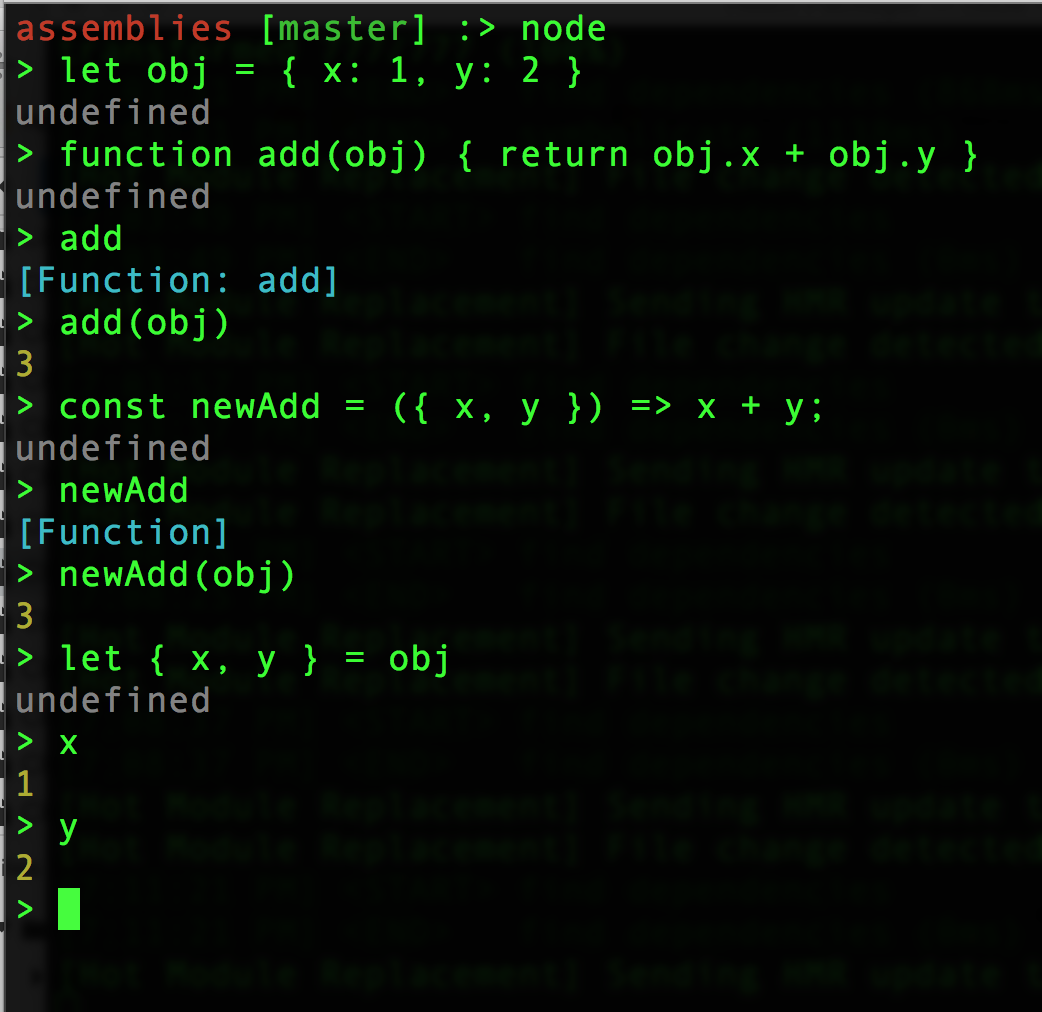 assemblies [master] :> node
> let obj = { x: 1, y: 2 }
undefined
> function add(obj) { return obj.x + obj.y }
undefined
> add
[Function: add]
> add(obj)
3
> const newAdd = ({ x, y }) => x + y;
undefined
> newAdd
[Function]
> newAdd(obj)
3
> let { x, y } = obj
undefined
> x
1
> y
2
>